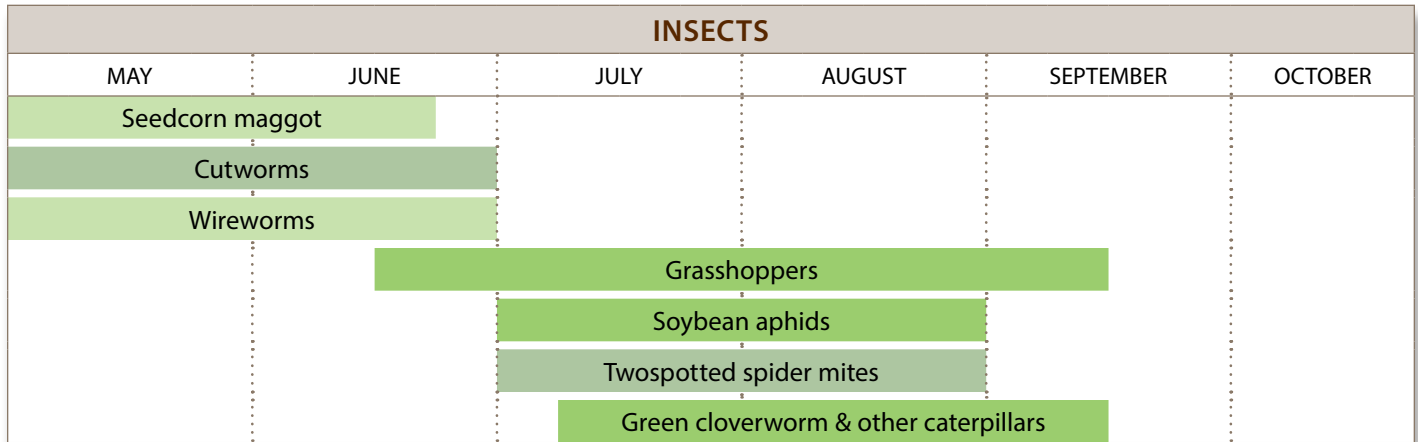 INSECTS
MAY JUNE JULY AUGUST SEPTEMBER OCTOBER
Seedcorn maggot
Cutworms
Wireworms
Grasshoppers
Soybean aphids
Twospotted spider mites
Green cloverworm & other caterpillars